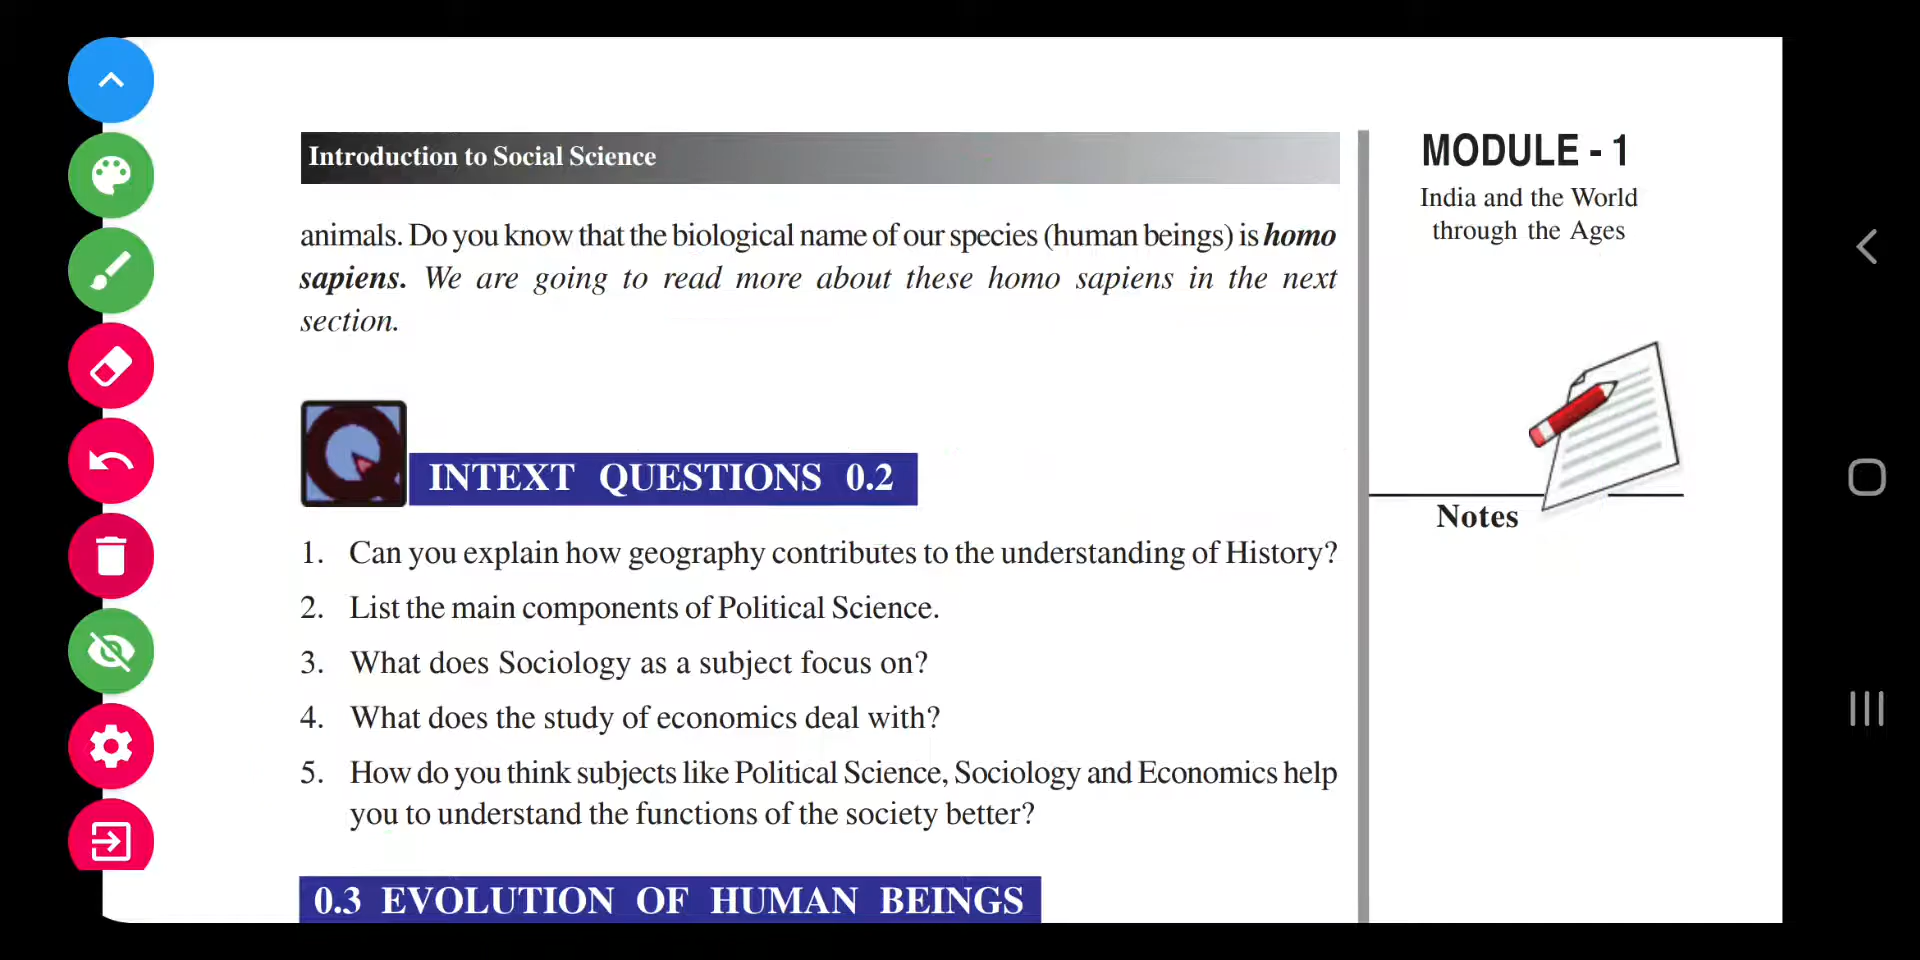 Introduction to Social Science
MODULE - 1
India and the World
through the Ages
animals. Do you know that the biological name of our species (human beings) is homo
sapiens. We are going to read more about these homo sapiens in the next
section.
Q
INTEXT QUESTIONS 0.2
Notes
1. Can you explain how geography contributes to the understanding of History?
2. List the main components of Political Science.
3. What does Sociology as a subject focus on?
4. What does the study of economics deal with?
5. How do you think subjects like Political Science, Sociology and Economics help
you to understand the functions of the society better?
0.3 EVOLUTION OF HUMAN BEINGS